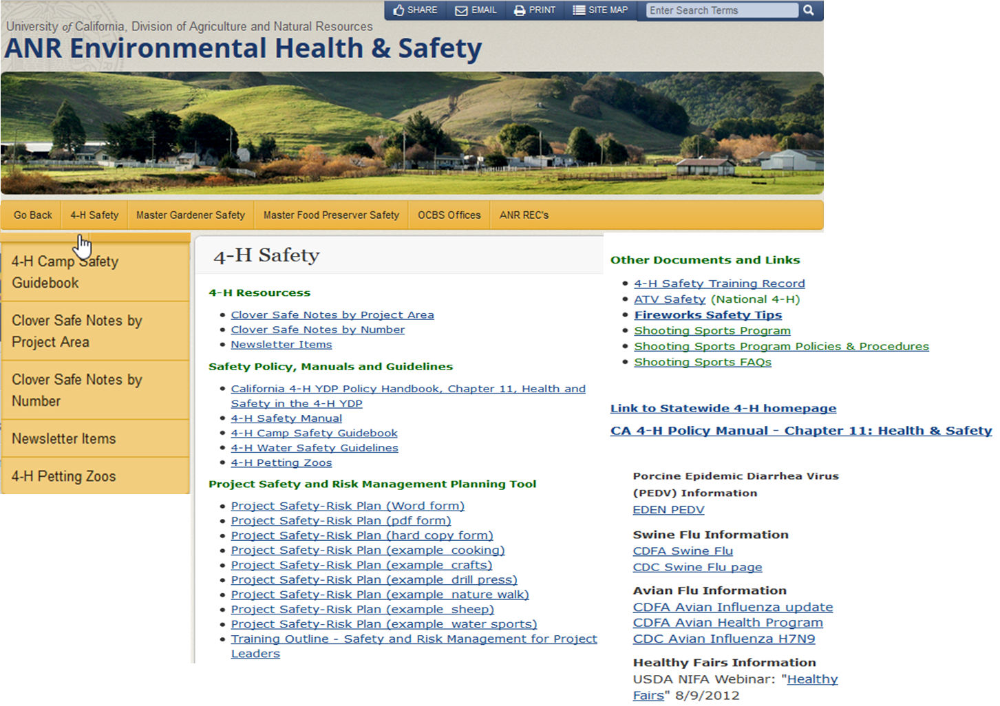 SHARE EMAIL PRINT SITE MAP Enter Search Terms
University of California, Division of Agriculture and Natural Resources
ANR Environmental Health & Safety
Go Back 4-H Safety Master Gardener Safety Master Food Preserver Safety OCBS Offices ANR REC's
4-H Camp Safety
Guidebook
Clover Safe Notes by
Project Area
Clover Safe Notes by
Number
Newsletter Items
4-H Petting Zoos
4-H Safety
4-H Resourcess
Clover Safe Notes by Project Area
Clover Safe Notes by Number
Newsletter Items
Safety Policy, Manuals and Guidelines
California 4-H YDP Policy Handbook, Chapter 11, Health and
Safety in the 4-H YDP
4-H Safety Manual
4-H Camp Safety Guidebook
4-H Water Safety Guidelines
4-H Petting Zoos
Project Safety and Risk Management Planning Tool
Project Safety-Risk Plan (Word form)
Project Safety-Risk Plan (pdf form)
Project Safety-Risk Plan (hard copy form)
Project Safety-Risk Plan (example_cooking)
Project Safety-Risk Plan (example_crafts)
Project Safety-Risk Plan (example_drill press)
Project Safety-Risk Plan (example_nature walk)
Project Safety-Risk Plan (example_sheep)
Project Safety-Risk Plan (example_water sports)
Training Outline - Safety and Risk Management for Project
Leaders
Other Documents and Links
4-H Safety Training Record
ATV Safety (National 4-H)
Fireworks Safety Tips
Shooting Sports Program
Shooting Sports Program Policies & Procedures
Shooting Sports FAQs
Link to Statewide 4-H homepage
CA 4-H Policy Manual - Chapter 11: Health & Safety
Porcine Epidemic Diarrhea Virus
(PEDV) Information
EDEN PEDV
Swine Flu Information
CDFA Swine Flu
CDC Swine Flu page
Avian Flu Information
CDFA Avian Influenza update
CDFA Avian Health Program
CDC Avian Influenza H7N9
Healthy Fairs Information
USDA NIFA Webinar: "Healthy
Fairs" 8/9/2012